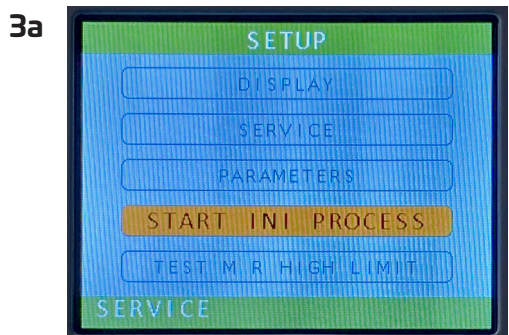 3a
SETUP
DISPLAY
SERVICE
PARAMETERS
START INI PROCESS
TEST M R HIGH LIMIT
SERVICE